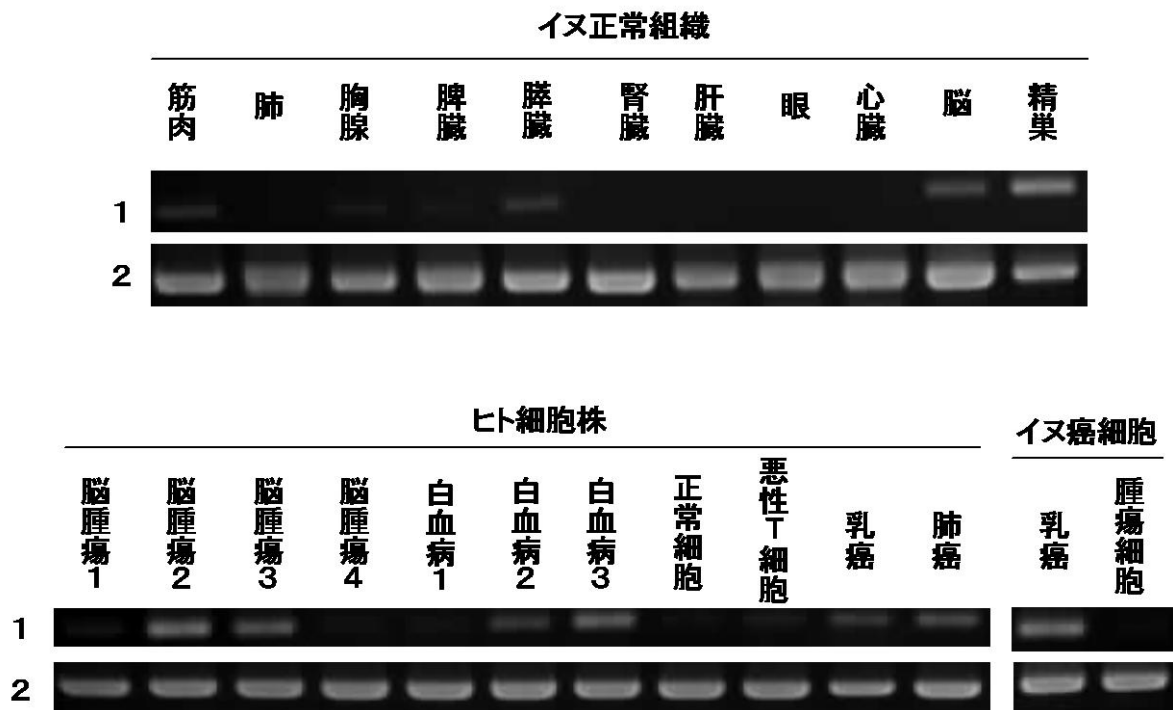 イヌ正常組織
筋肉 肺 胸腺 脾臓 膵臓 腎臓 肝臓 眼 心臓 脳 精巣
1
2
ヒト細胞株
イヌ癌細胞
脳腫瘍1 脳腫瘍2 脳腫瘍3 脳腫瘍4 白血病1 白血病2 白血病3 正常細胞 悪性T細胞 乳癌 肺癌 乳癌 腫瘍細胞
1
2